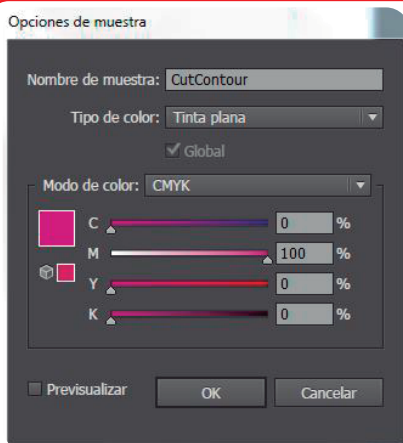 Opciones de muestra
Nombre de muestra: CutContour
Tipo de color: Tinta plana
Global
Modo de color: CMYK
C 0 %
M 100 %
Y 0 %
K 0 %
Previsualizar OK Cancelar